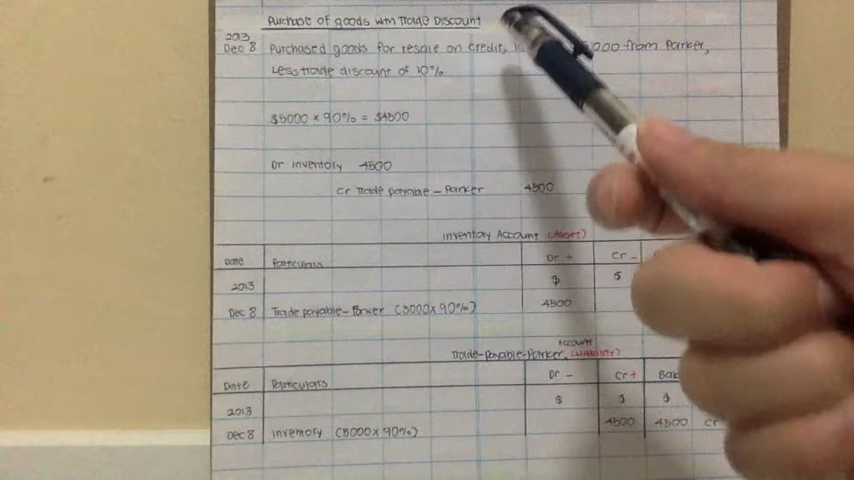 Purchase of goods with Trade Discount
2013
Dec 8 Purchased goods for resale on credit, 000 from Parker,
Less trade discount of 10%
$5000 x 90% = $4500
Dr Inventory 4500
Cr Trade payable - Parker 4500
Inventory Account (Asset)
Date Particulars Dr + Cr -
2013 $ $
Dec 8 Trade payable - Parker (5000 x 90%) 4500
Trade-Payable-Parker, Account (Liability)
Date Particulars Dr - Cr + Bal
2013 $ $ $
Dec 8 Inventory (5000 x 90%) 4500 4500 Cr